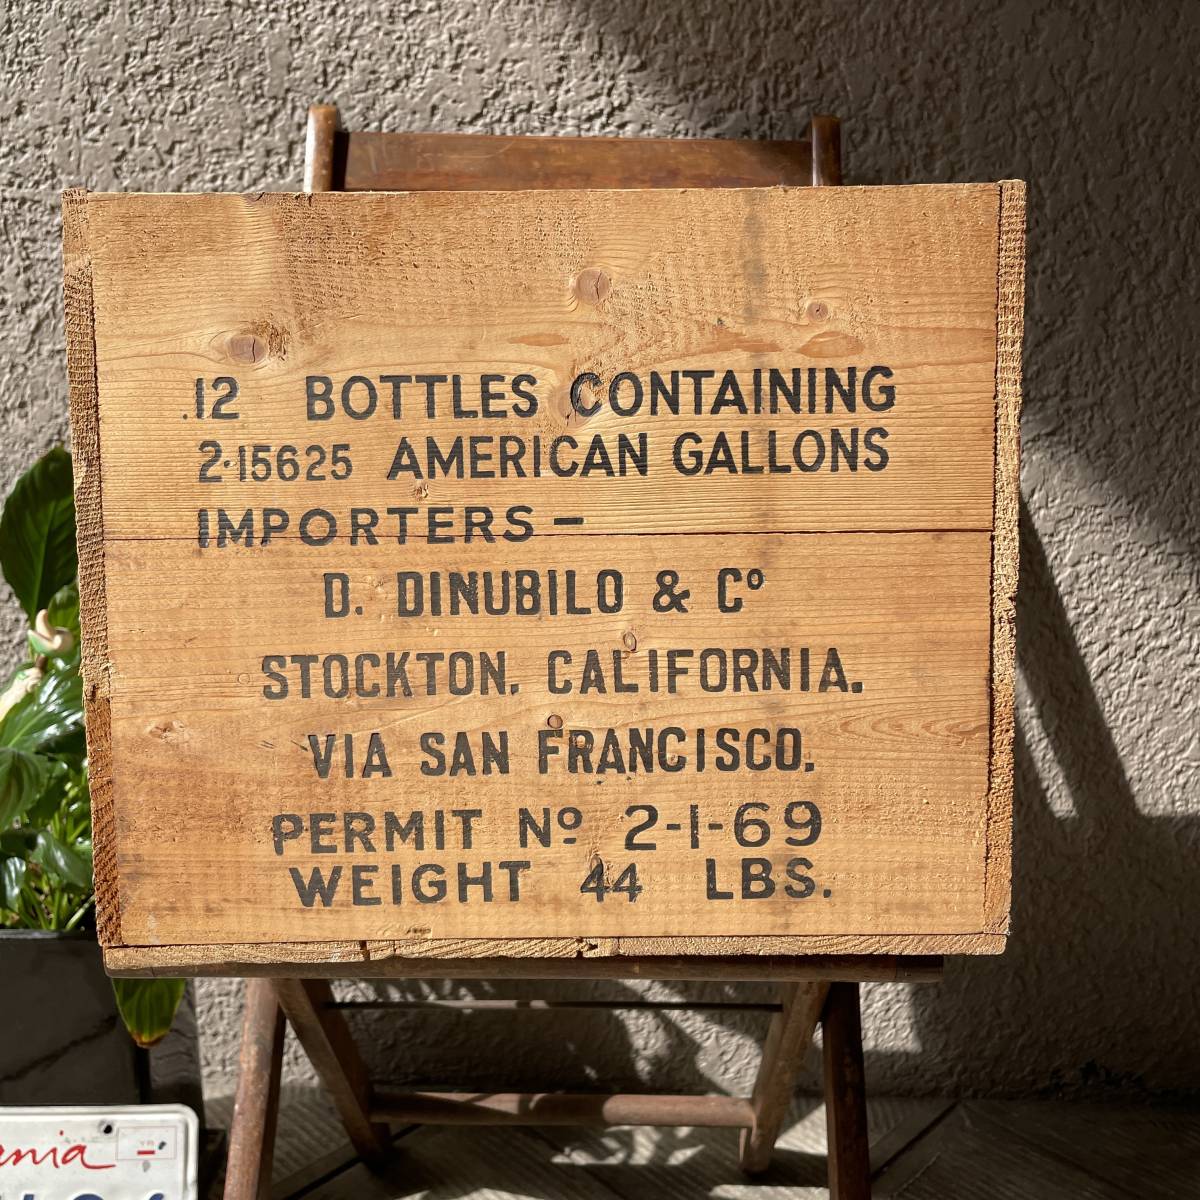 .12 BOTTLES CONTAINING
2·15625 AMERICAN GALLONS
IMPORTERS –
D. DINUBILO & Cº
STOCKTON, CALIFORNIA.
VIA SAN FRANCISCO.
PERMIT Nº 2-1-69
WEIGHT 44 LBS.